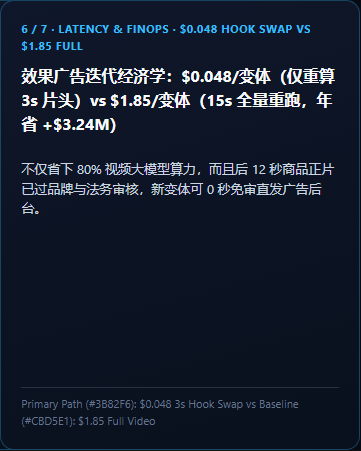 6 / 7 · LATENCY & FINOPS · $0.048 HOOK SWAP VS
$1.85 FULL
效果广告迭代经济学：$0.048/变体（仅重算
3s 片头）vs $1.85/变体（15s 全量重跑，年
省 +$3.24M）
不仅省下 80% 视频大模型算力，而且后 12 秒商品正片
已过品牌与法务审核，新变体可 0 秒免审直发广告后
台。
Primary Path (#3B82F6): $0.048 3s Hook Swap vs Baseline
(#CBD5E1): $1.85 Full Video